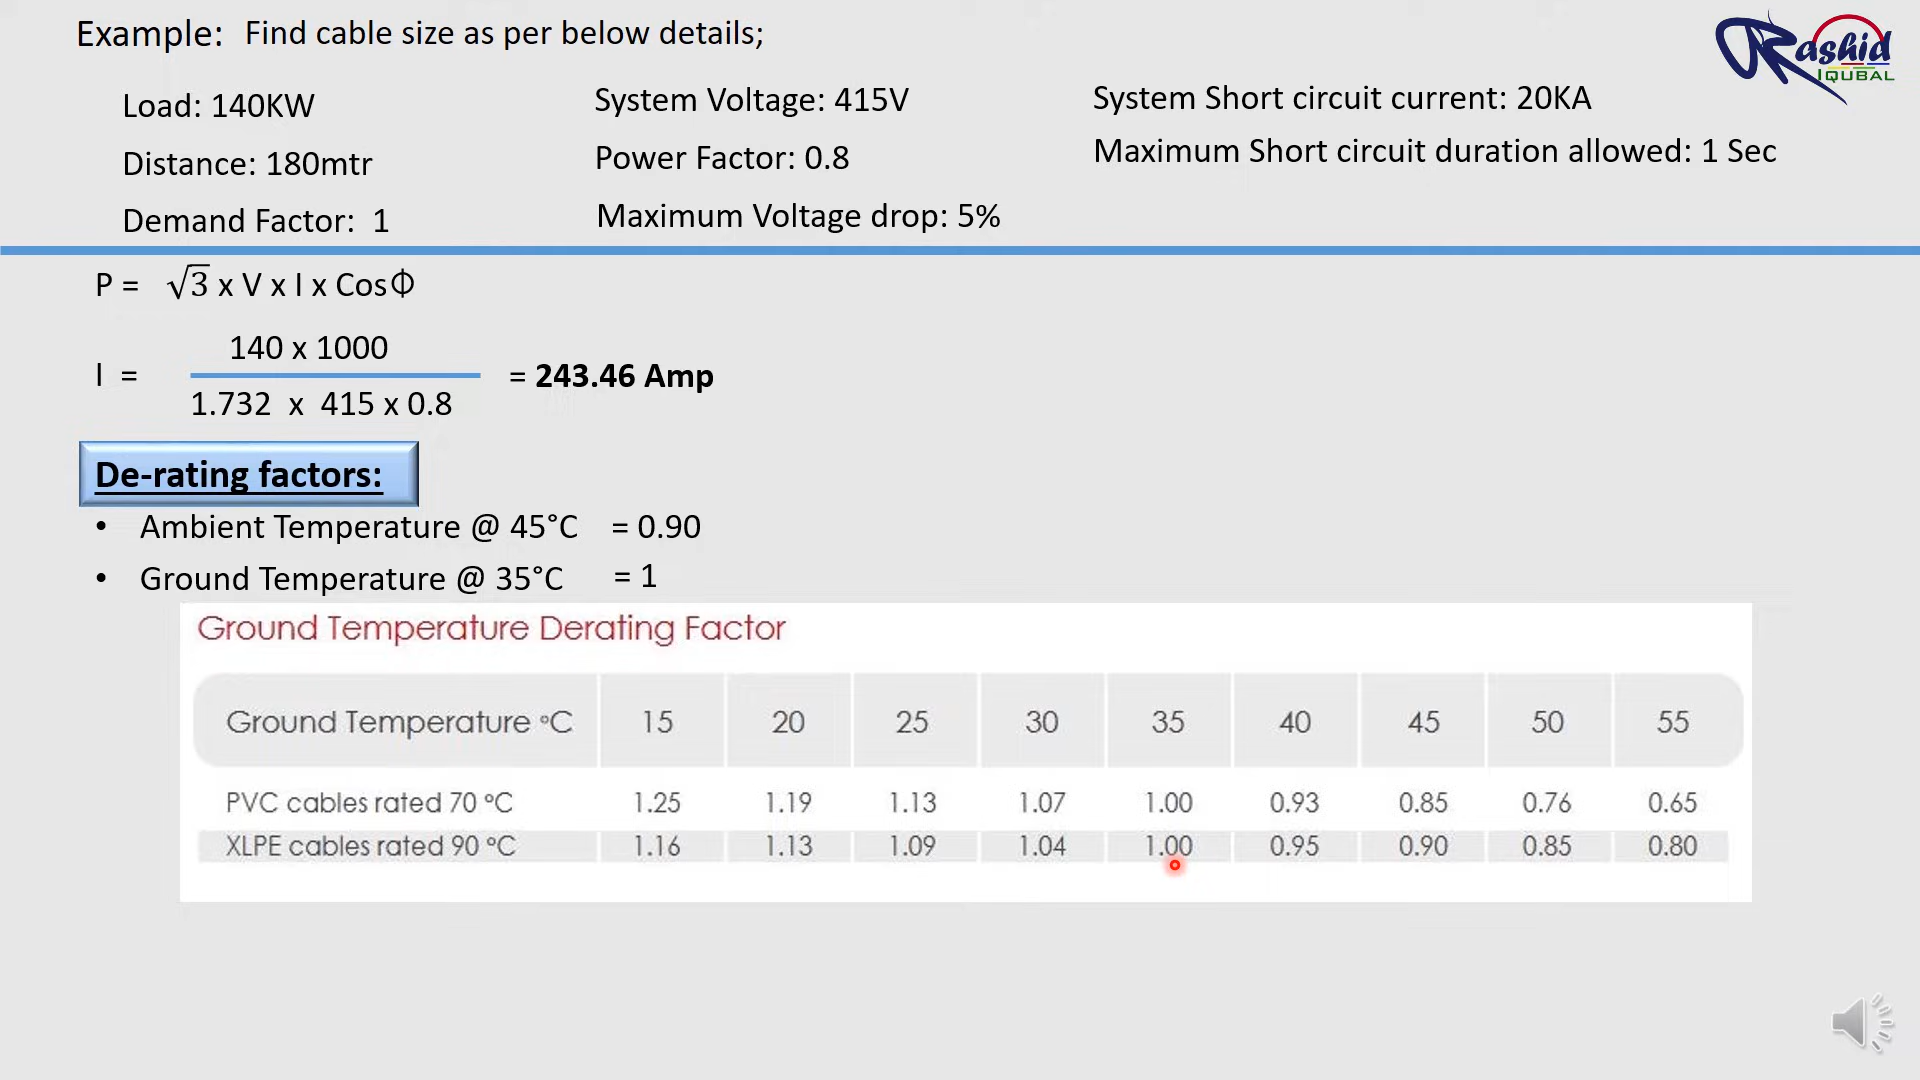 Example: Find cable size as per below details;
Rashid
IQUBAL
Load: 140KW
System Voltage: 415V
System Short circuit current: 20KA
Distance: 180mtr
Power Factor: 0.8
Maximum Short circuit duration allowed: 1 Sec
Demand Factor: 1
Maximum Voltage drop: 5%
P = √3 x V x I x CosΦ
140 x 1000
I = = 243.46 Amp
1.732 x 415 x 0.8
De-rating factors:
• Ambient Temperature @ 45°C = 0.90
• Ground Temperature @ 35°C = 1
Ground Temperature Derating Factor
Ground Temperature °C 15 20 25 30 35 40 45 50 55
PVC cables rated 70 °C 1.25 1.19 1.13 1.07 1.00 0.93 0.85 0.76 0.65
XLPE cables rated 90 °C 1.16 1.13 1.09 1.04 1.00 0.95 0.90 0.85 0.80